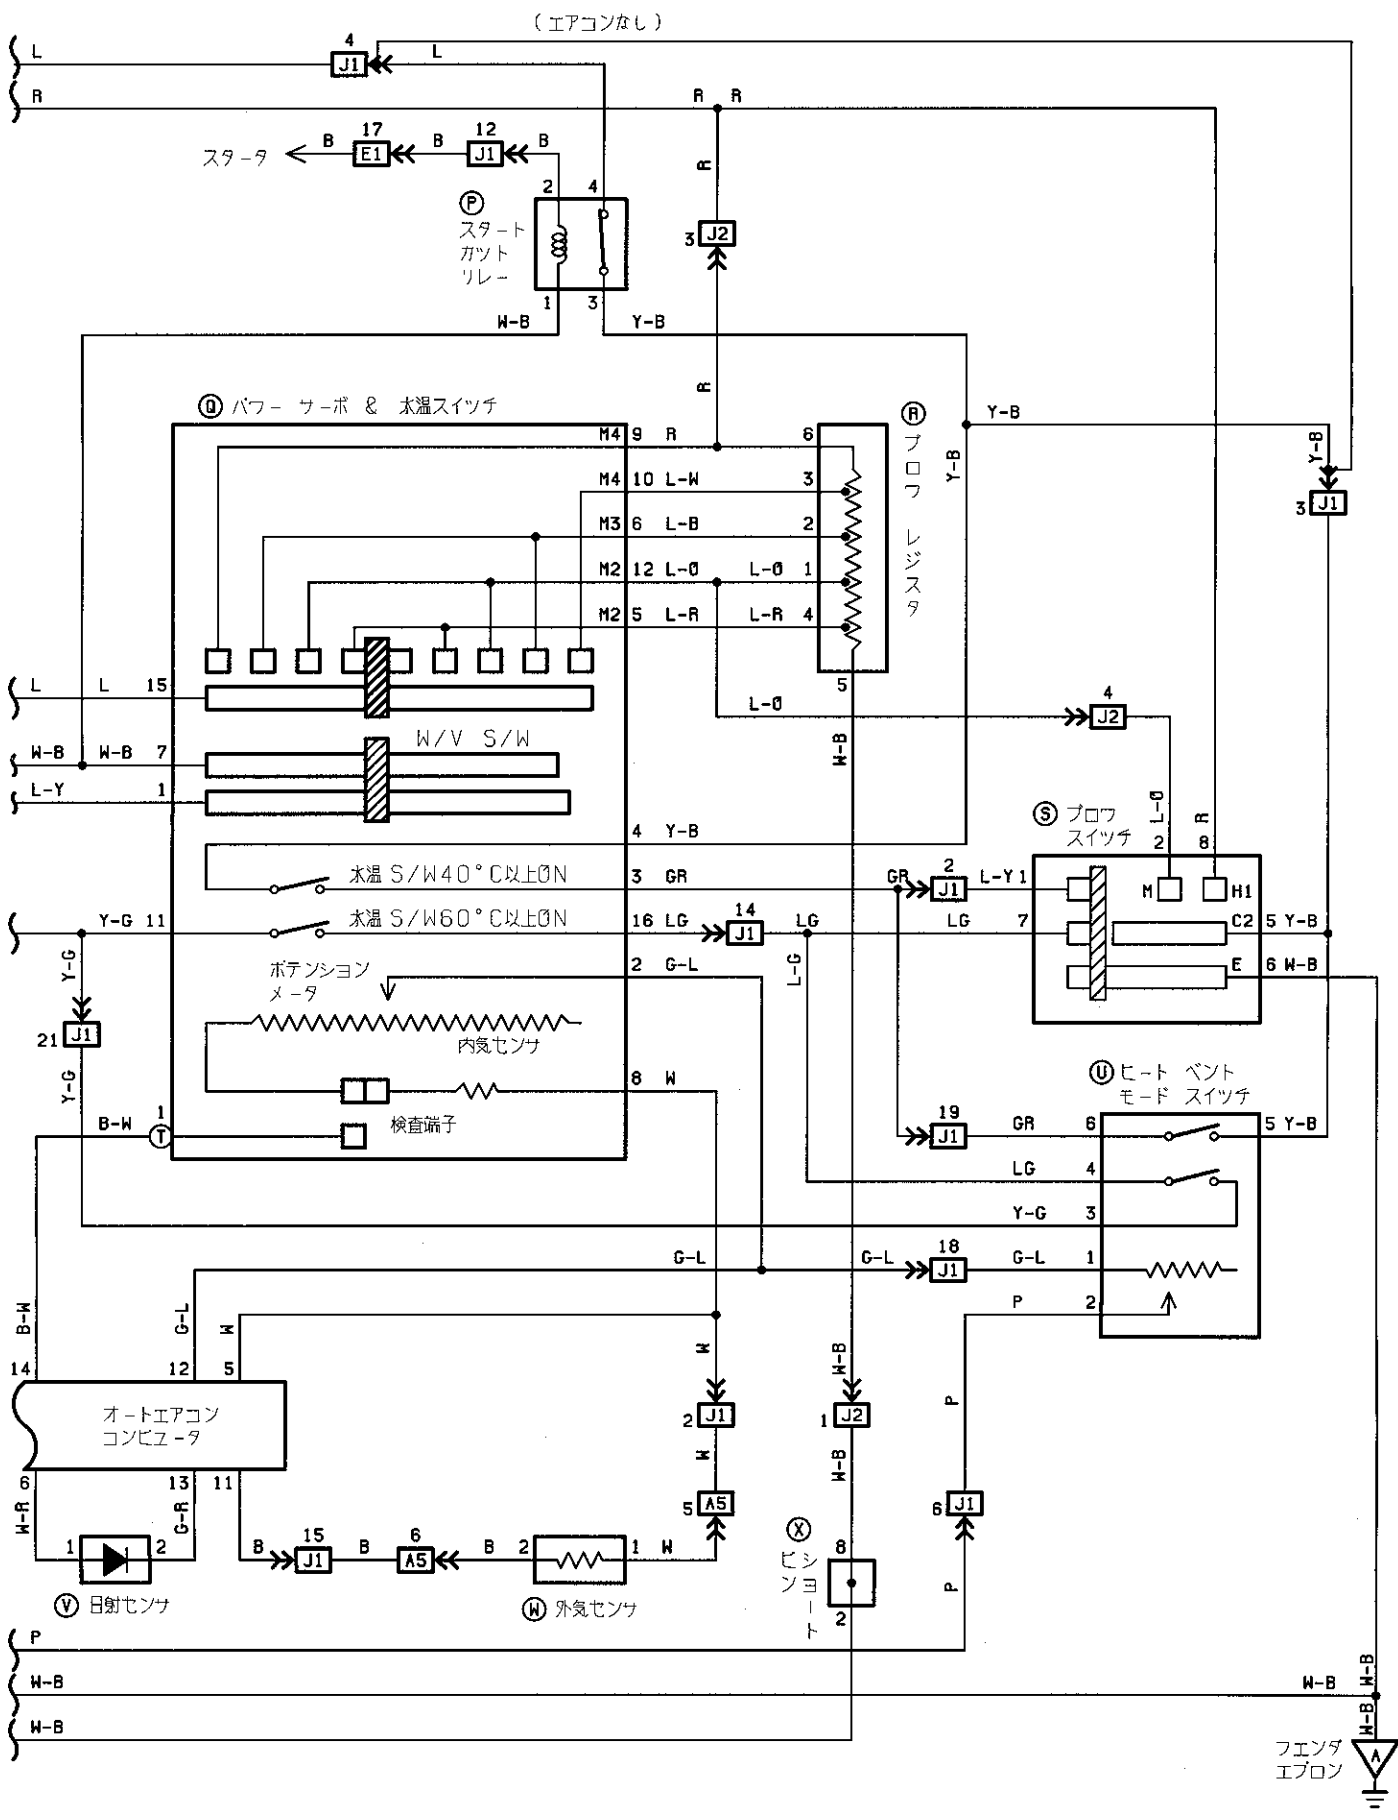 (エアコンなし)
L 4 J1 L
R R R
スタータ B 17 E1 B 12 J1 B
R
2 4
Ⓟ スタート
カット
リレー
3 J2
1 3
W-B Y-B
R
Ⓠ パワー サーボ & 水温スイッチ
Ⓡ ブロワ レジスタ
Y-B
Y-B
Y-B
3 J1
M4 9 R 6
M4 10 L-W 3
M3 6 L-B 2
M2 12 L-O L-O 1
M2 5 L-R L-R 4
L L 15
5
L-O 4 J2
W/V S/W
W-B W-B 7
W-B
L-Y 1
L-O
R
Ⓢ ブロワ
スイッチ
4 Y-B
2 8
水温 S/W40°C以上ON 3 GR GR 2 J1 L-Y 1 M H1
Y-G 11 水温 S/W60°C以上ON 16 LG 14 J1 LG LG 7 C2 5 Y-B
Y-G
ポテンション
メータ
2 G-L
L-G
E 6 W-B
21 J1
内気センサ
Y-G
8 W
Ⓤ ヒート ベント
モード スイッチ
B-W 1 T
検査端子
19 J1 GR 6 5 Y-B
LG 4
Y-G 3
G-L G-L 18 J1 G-L 1
P 2
B-W G-L W
W
W-B
14 12 5
オートエアコン
コンピュータ
2 J1
1 J2
P
6 13 11
W
W-B
W-R G-R
5 A5
6 J1
1 2
Ⓥ 日射センサ
B 15 J1 B 6 A5 B 2 1 W
Ⓦ 外気センサ
Ⓧ ショート
ピン
8
2
P
P
W-B W-B W-B
W-B
W-B
フエンダ
エプロン
A